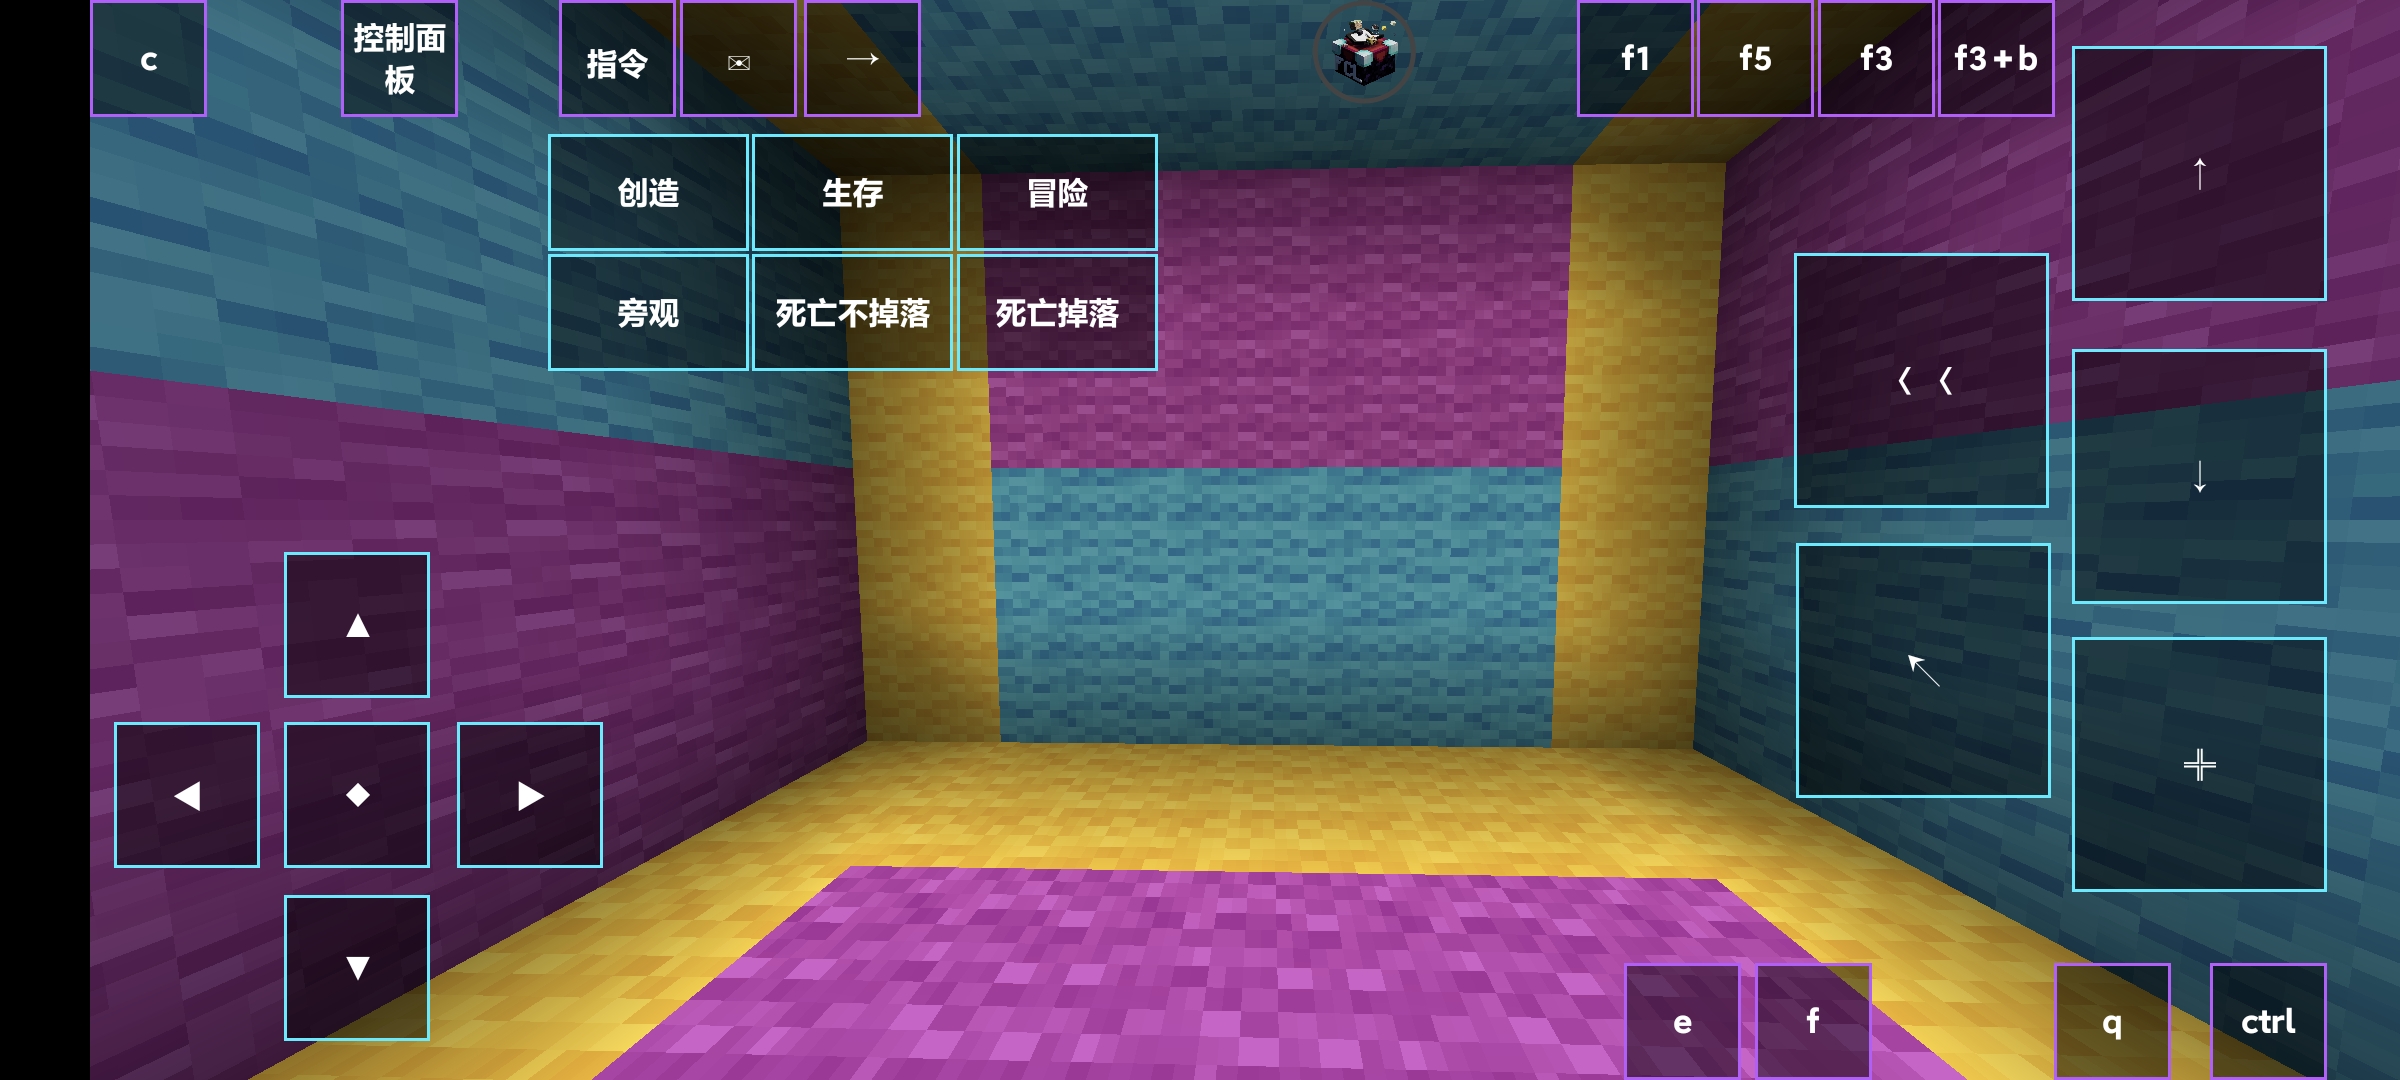 c
控制面
板
指令
✉
→
f1
f5
f3
f3+b
创造
生存
冒险
旁观
死亡不掉落
死亡掉落
↑
《《
↓
↖
╬
▲
◀
◆
▶
▼
e
f
q
ctrl